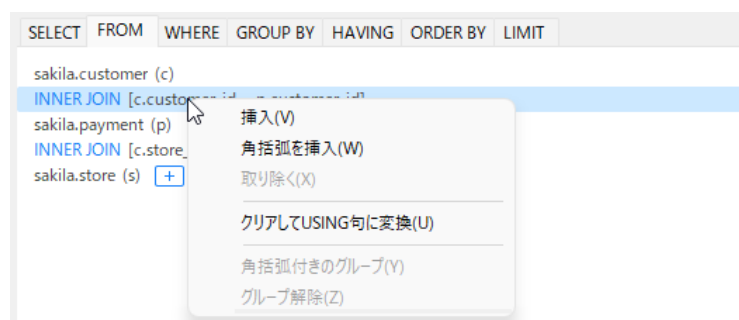 SELECT FROM WHERE GROUP BY HAVING ORDER BY LIMIT
sakila.customer (c)
INNER JOIN [c.customer_id = p.customer_id]
sakila.payment (p)
INNER JOIN [c.store_
sakila.store (s) +
挿入(V)
角括弧を挿入(W)
取り除く(X)
クリアしてUSING句に変換(U)
角括弧付きのグループ(Y)
グループ解除(Z)